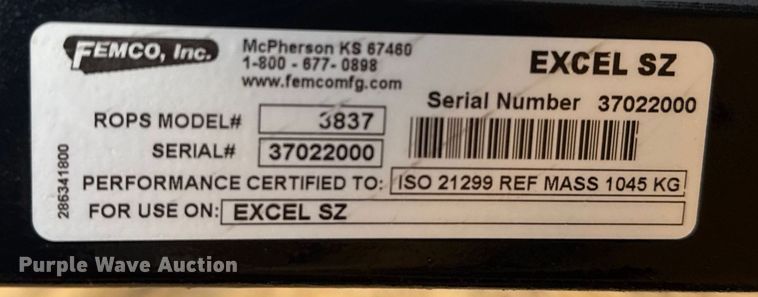 FEMCO, Inc.
McPherson KS 67460
1-800 - 677- 0898
www.femcomfg.com
EXCEL SZ
Serial Number 37022000
ROPS MODEL# 3837
SERIAL# 37022000
PERFORMANCE CERTIFIED TO: ISO 21299 REF MASS 1045 KG
FOR USE ON: EXCEL SZ
286341800
Purple Wave Auction